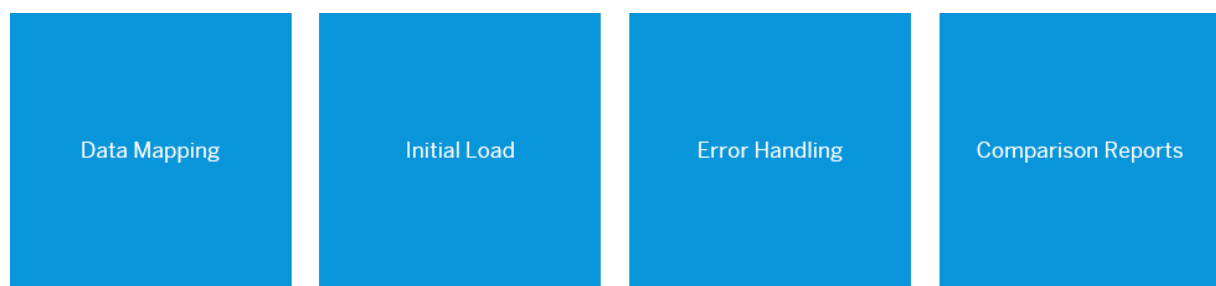 Data Mapping
Initial Load
Error Handling
Comparison Reports